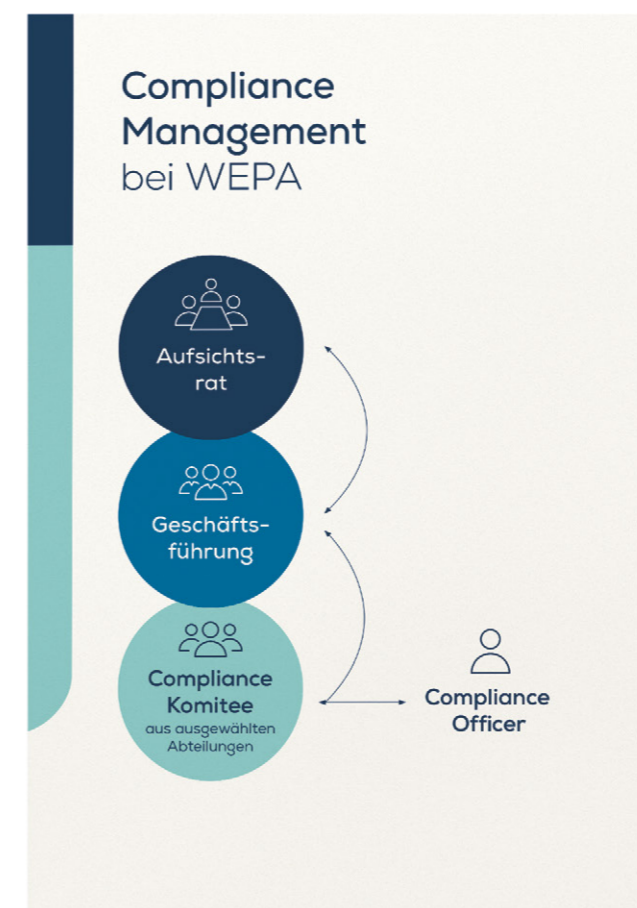 Compliance
Management
bei WEPA
Aufsichts-
rat
Geschäfts-
führung
Compliance
Komitee
aus ausgewählten
Abteilungen
Compliance
Officer